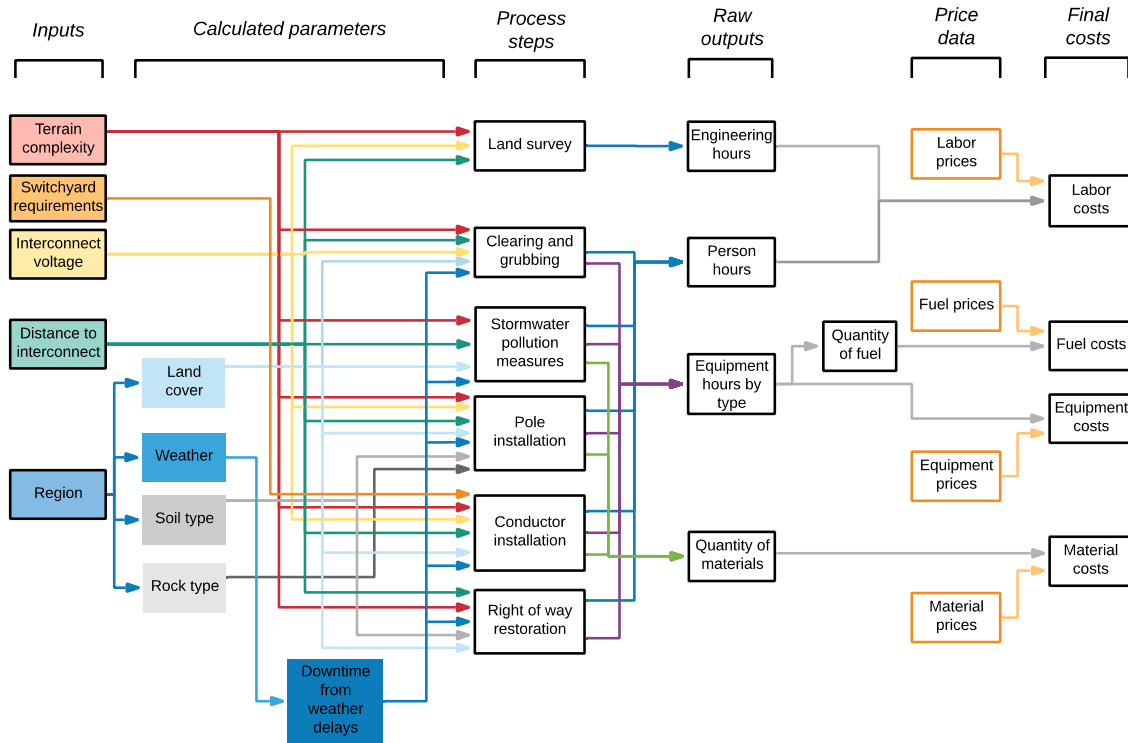 Inputs
Calculated parameters
Process
steps
Raw
outputs
Price
data
Final
costs
Terrain
complexity
Switchyard
requirements
Interconnect
voltage
Distance to
interconnect
Region
Land
cover
Weather
Soil type
Rock type
Downtime
from
weather
delays
Land survey
Clearing and
grubbing
Stormwater
pollution
measures
Pole
installation
Conductor
installation
Right of way
restoration
Engineering
hours
Person
hours
Equipment
hours by
type
Quantity of
materials
Quantity
of fuel
Labor
prices
Fuel prices
Equipment
prices
Material
prices
Labor
costs
Fuel costs
Equipment
costs
Material
costs